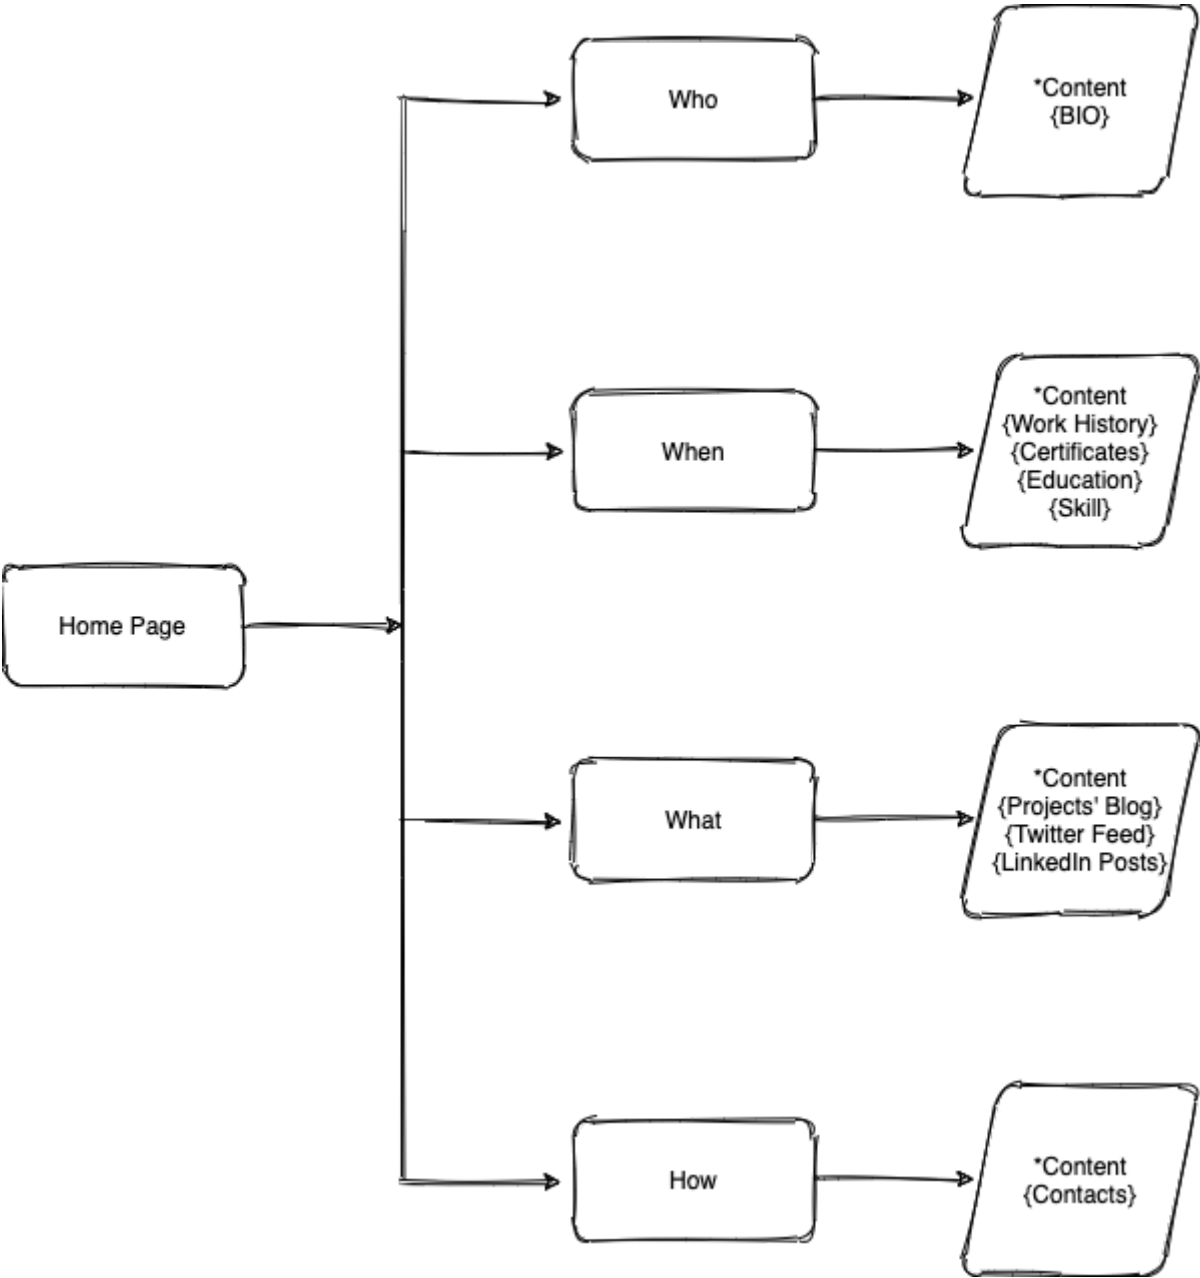 Who
*Content
{BIO}
When
*Content
{Work History}
{Certificates}
{Education}
{Skill}
Home Page
What
*Content
{Projects' Blog}
{Twitter Feed}
{LinkedIn Posts}
How
*Content
{Contacts}